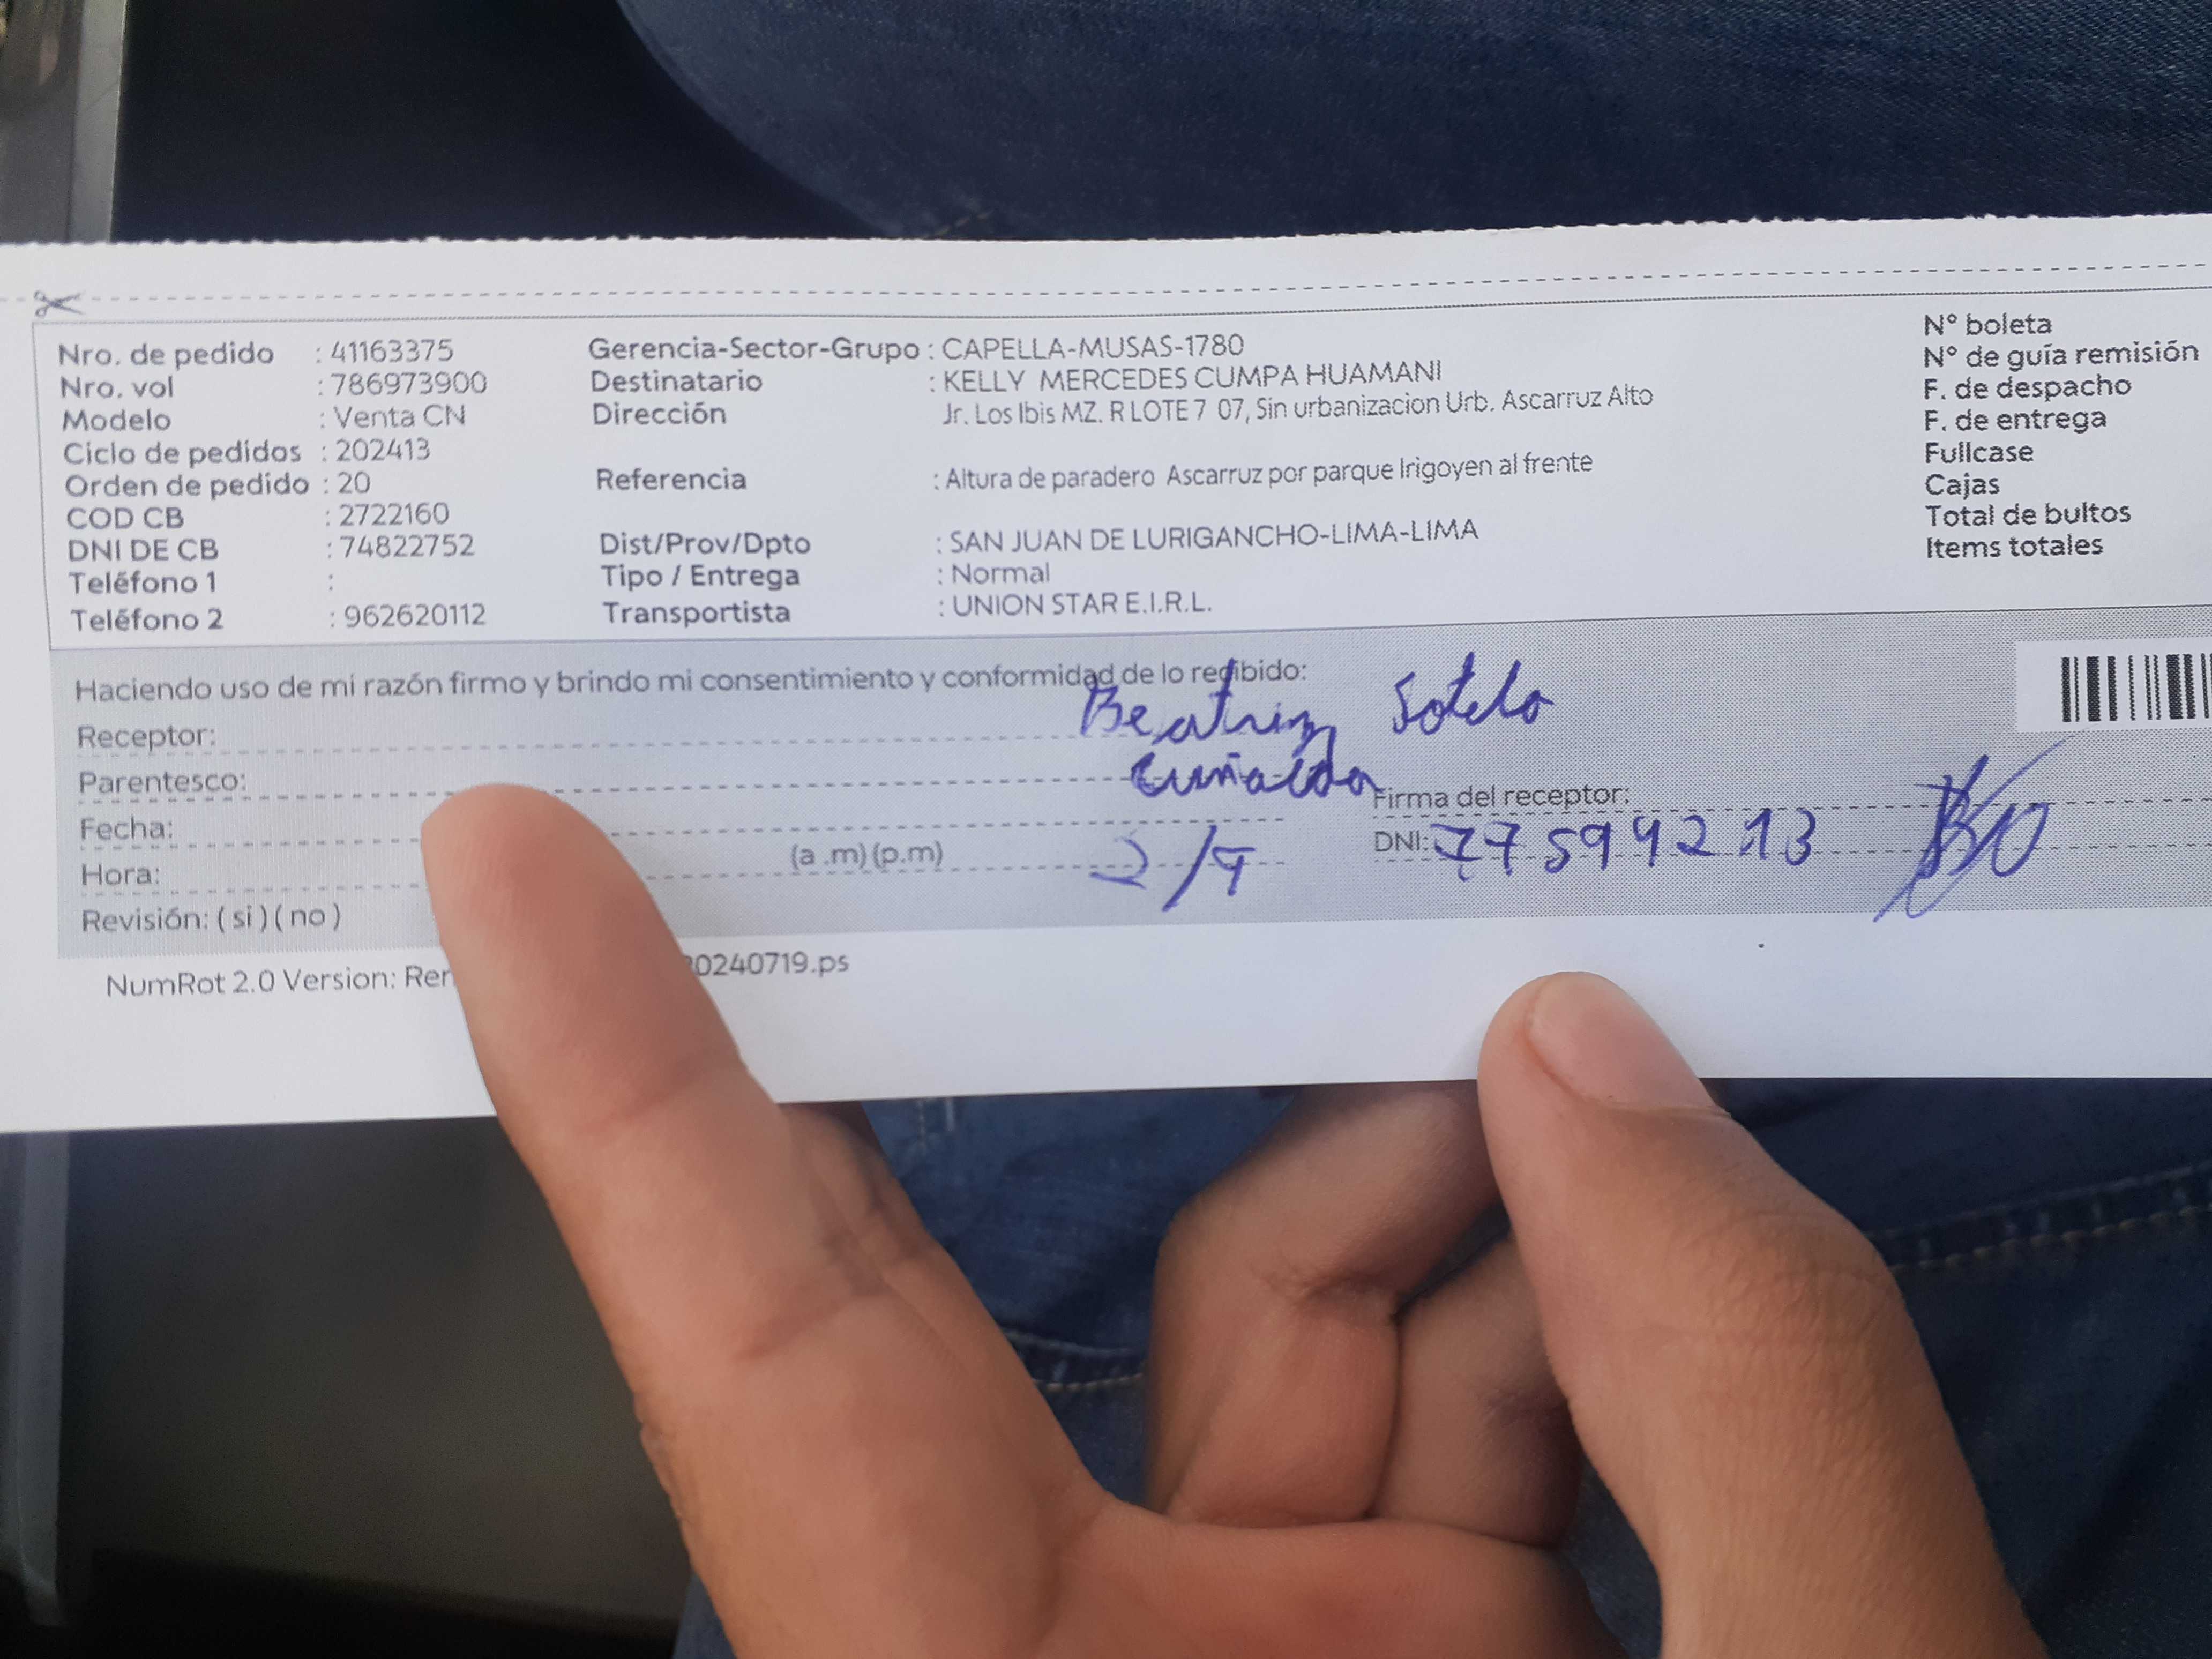 Nro. de pedido : 41163375
Nro. vol : 786973900
Modelo : Venta CN
Ciclo de pedidos : 202413
Orden de pedido : 20
COD CB : 2722160
DNI DE CB : 74822752
Teléfono 1 :
Teléfono 2 : 962620112
Gerencia-Sector-Grupo : CAPELLA-MUSAS-1780
Destinatario : KELLY MERCEDES CUMPA HUAMANI
Dirección Jr. Los Ibis MZ. R LOTE 7 07, Sin urbanizacion Urb. Ascarruz Alto
Referencia : Altura de paradero Ascarruz por parque Irigoyen al frente
Dist/Prov/Dpto : SAN JUAN DE LURIGANCHO-LIMA-LIMA
Tipo / Entrega : Normal
Transportista : UNION STAR E.I.R.L.
N° boleta
N° de guía remisión
F. de despacho
F. de entrega
Fullcase
Cajas
Total de bultos
Items totales
Haciendo uso de mi razón firmo y brindo mi consentimiento y conformidad de lo recibido:
Receptor: Beatriz Sotelo
Parentesco: cuñada
Firma del receptor:
Fecha:
DNI:
Hora: (a .m) (p.m)
Revisión: ( si ) ( no )
NumRot 2.0 Version: 0240719.ps